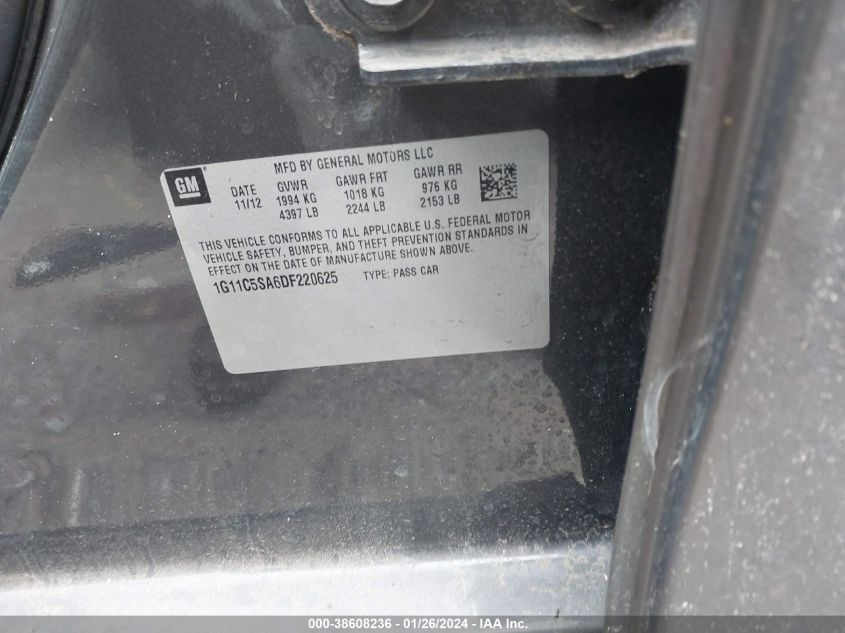 GM
MFD BY GENERAL MOTORS LLC
DATE GVWR GAWR FRT GAWR RR
11/12 1994 KG 1018 KG 976 KG
4397 LB 2244 LB 2153 LB
THIS VEHICLE CONFORMS TO ALL APPLICABLE U.S. FEDERAL MOTOR
VEHICLE SAFETY, BUMPER, AND THEFT PREVENTION STANDARDS IN
EFFECT ON THE DATE OF MANUFACTURE SHOWN ABOVE.
1G11C5SA6DF220625 TYPE: PASS CAR
000-38608236 - 01/26/2024 - IAA Inc.